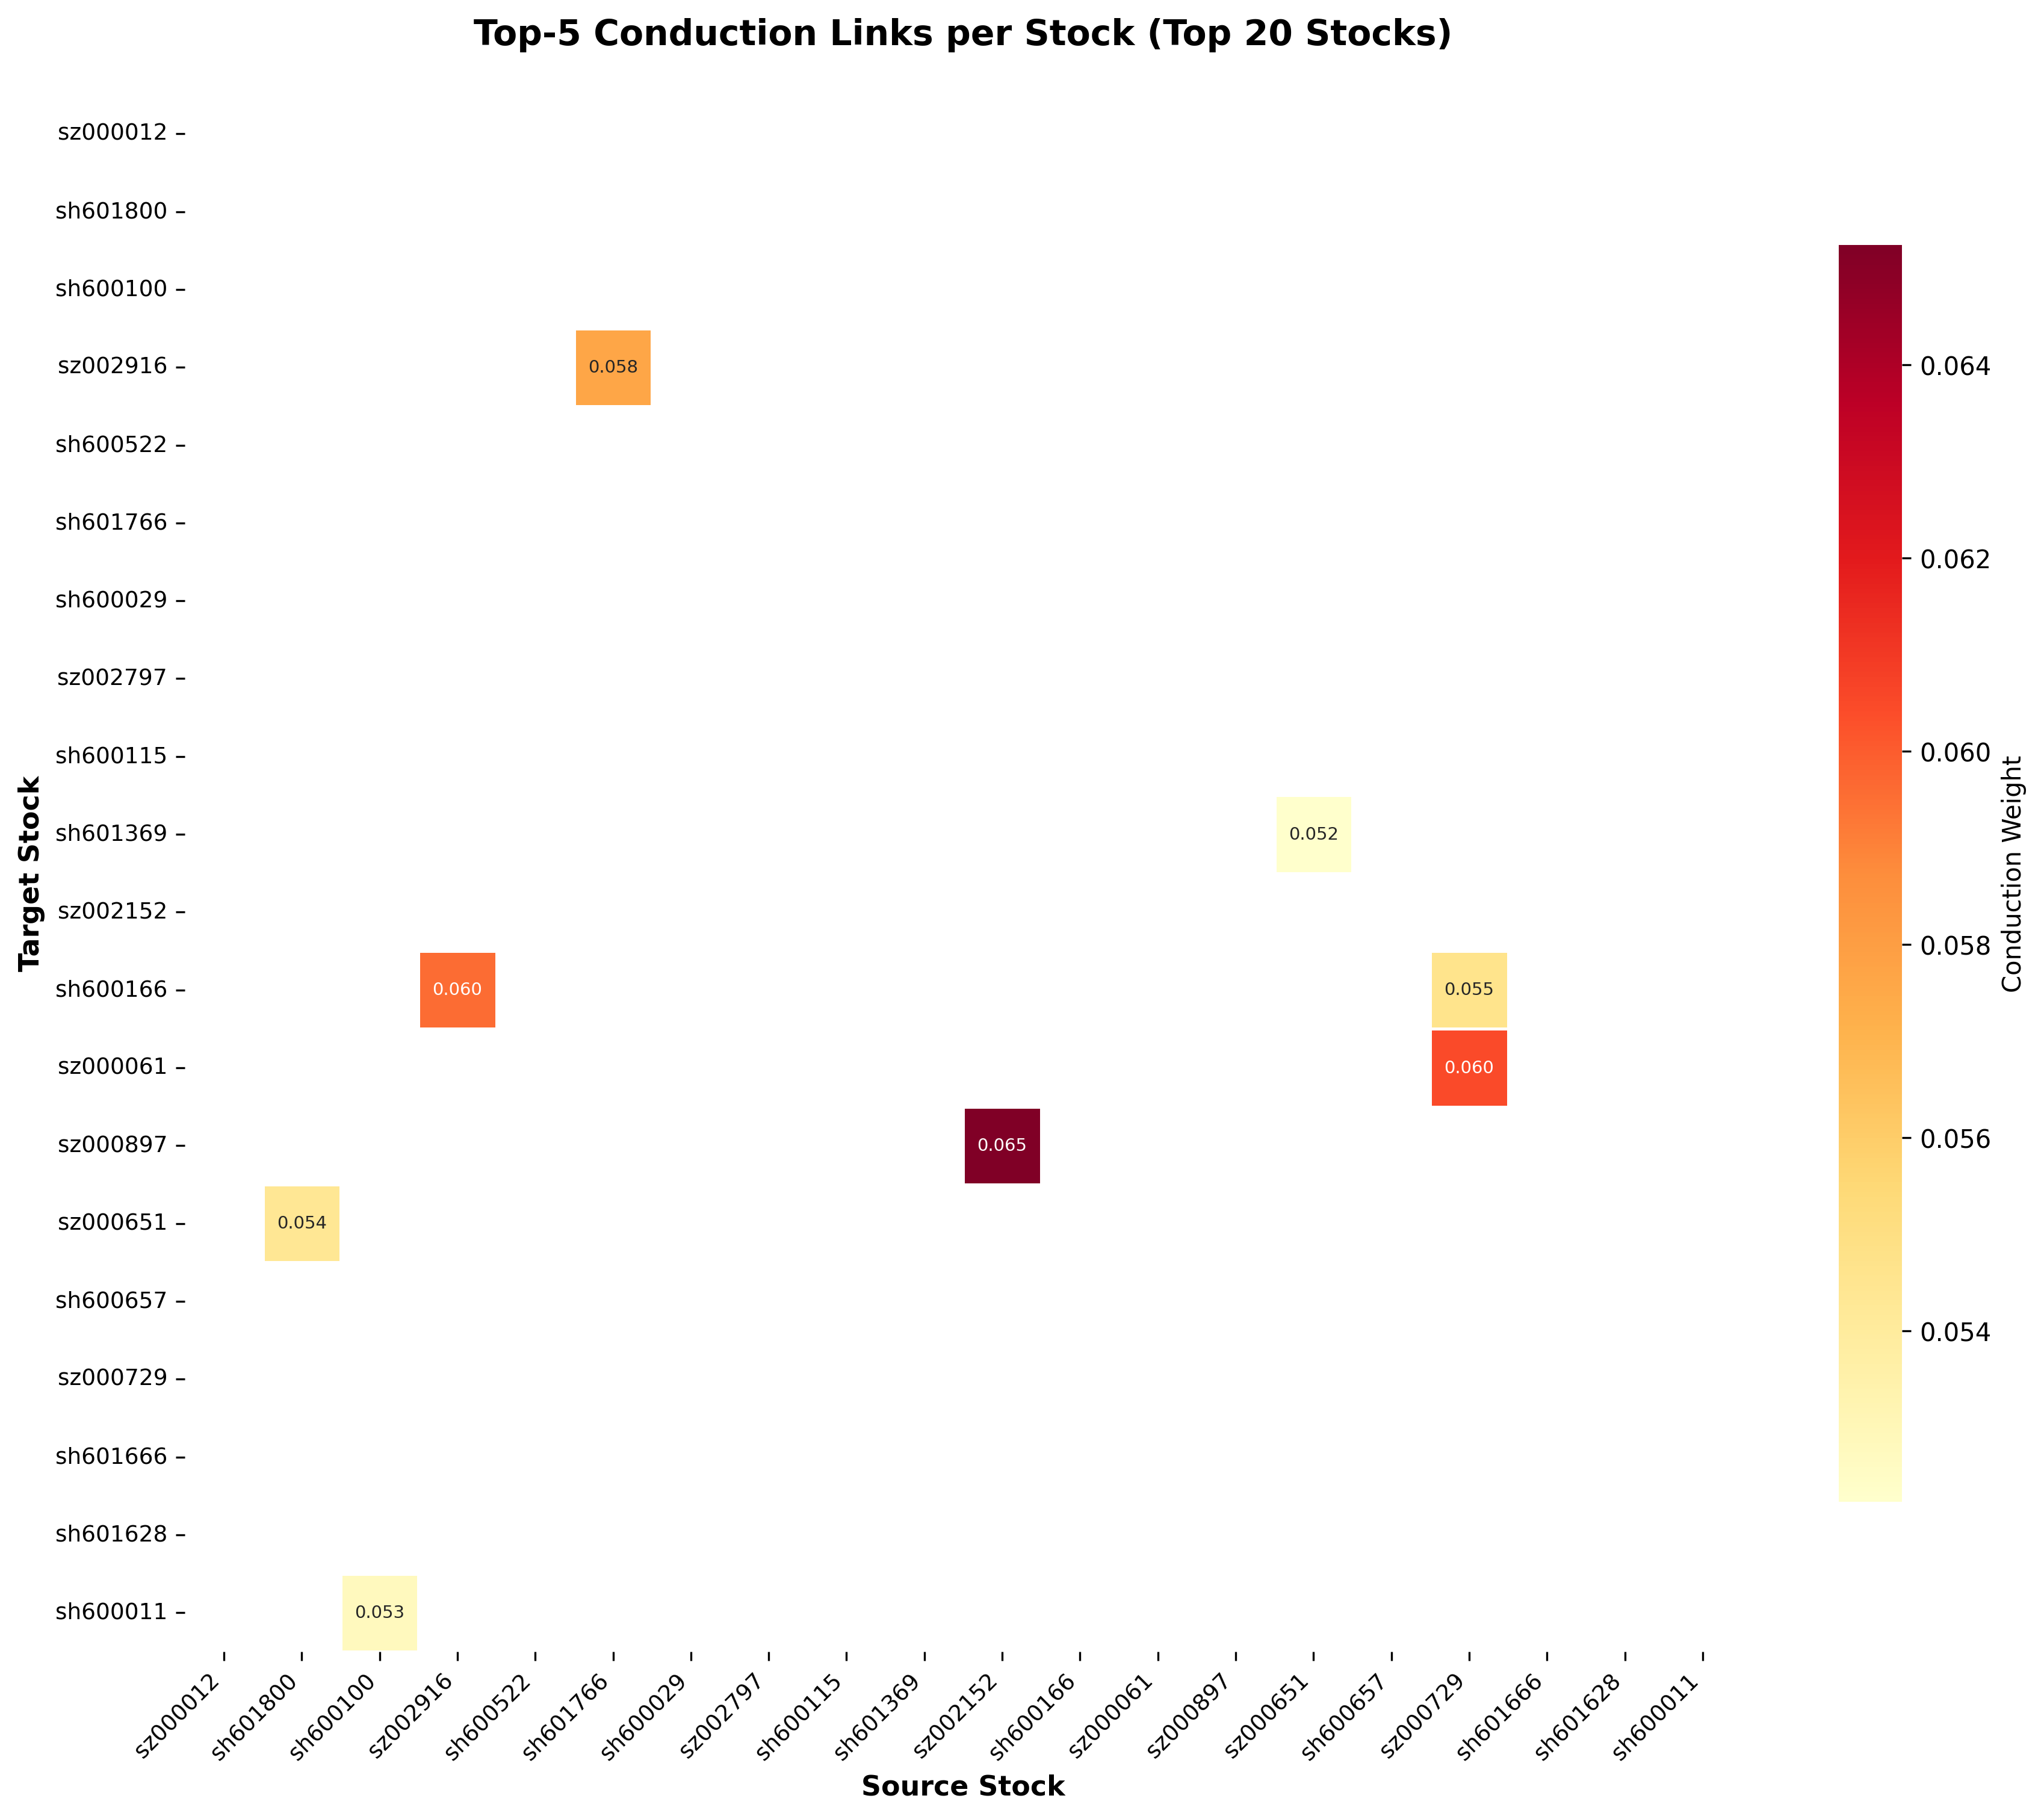 Top-5 Conduction Links per Stock (Top 20 Stocks)
Target Stock
sz000012
sh601800
sh600100
sz002916
sh600522
sh601766
sh600029
sz002797
sh600115
sh601369
sz002152
sh600166
sz000061
sz000897
sz000651
sh600657
sz000729
sh601666
sh601628
sh600011
0.058
0.052
0.060
0.055
0.060
0.065
0.054
0.053
sz000012
sh601800
sh600100
sz002916
sh600522
sh601766
sh600029
sz002797
sh600115
sh601369
sz002152
sh600166
sz000061
sz000897
sz000651
sh600657
sz000729
sh601666
sh601628
sh600011
Source Stock
0.064
0.062
0.060
0.058
0.056
0.054
Conduction Weight